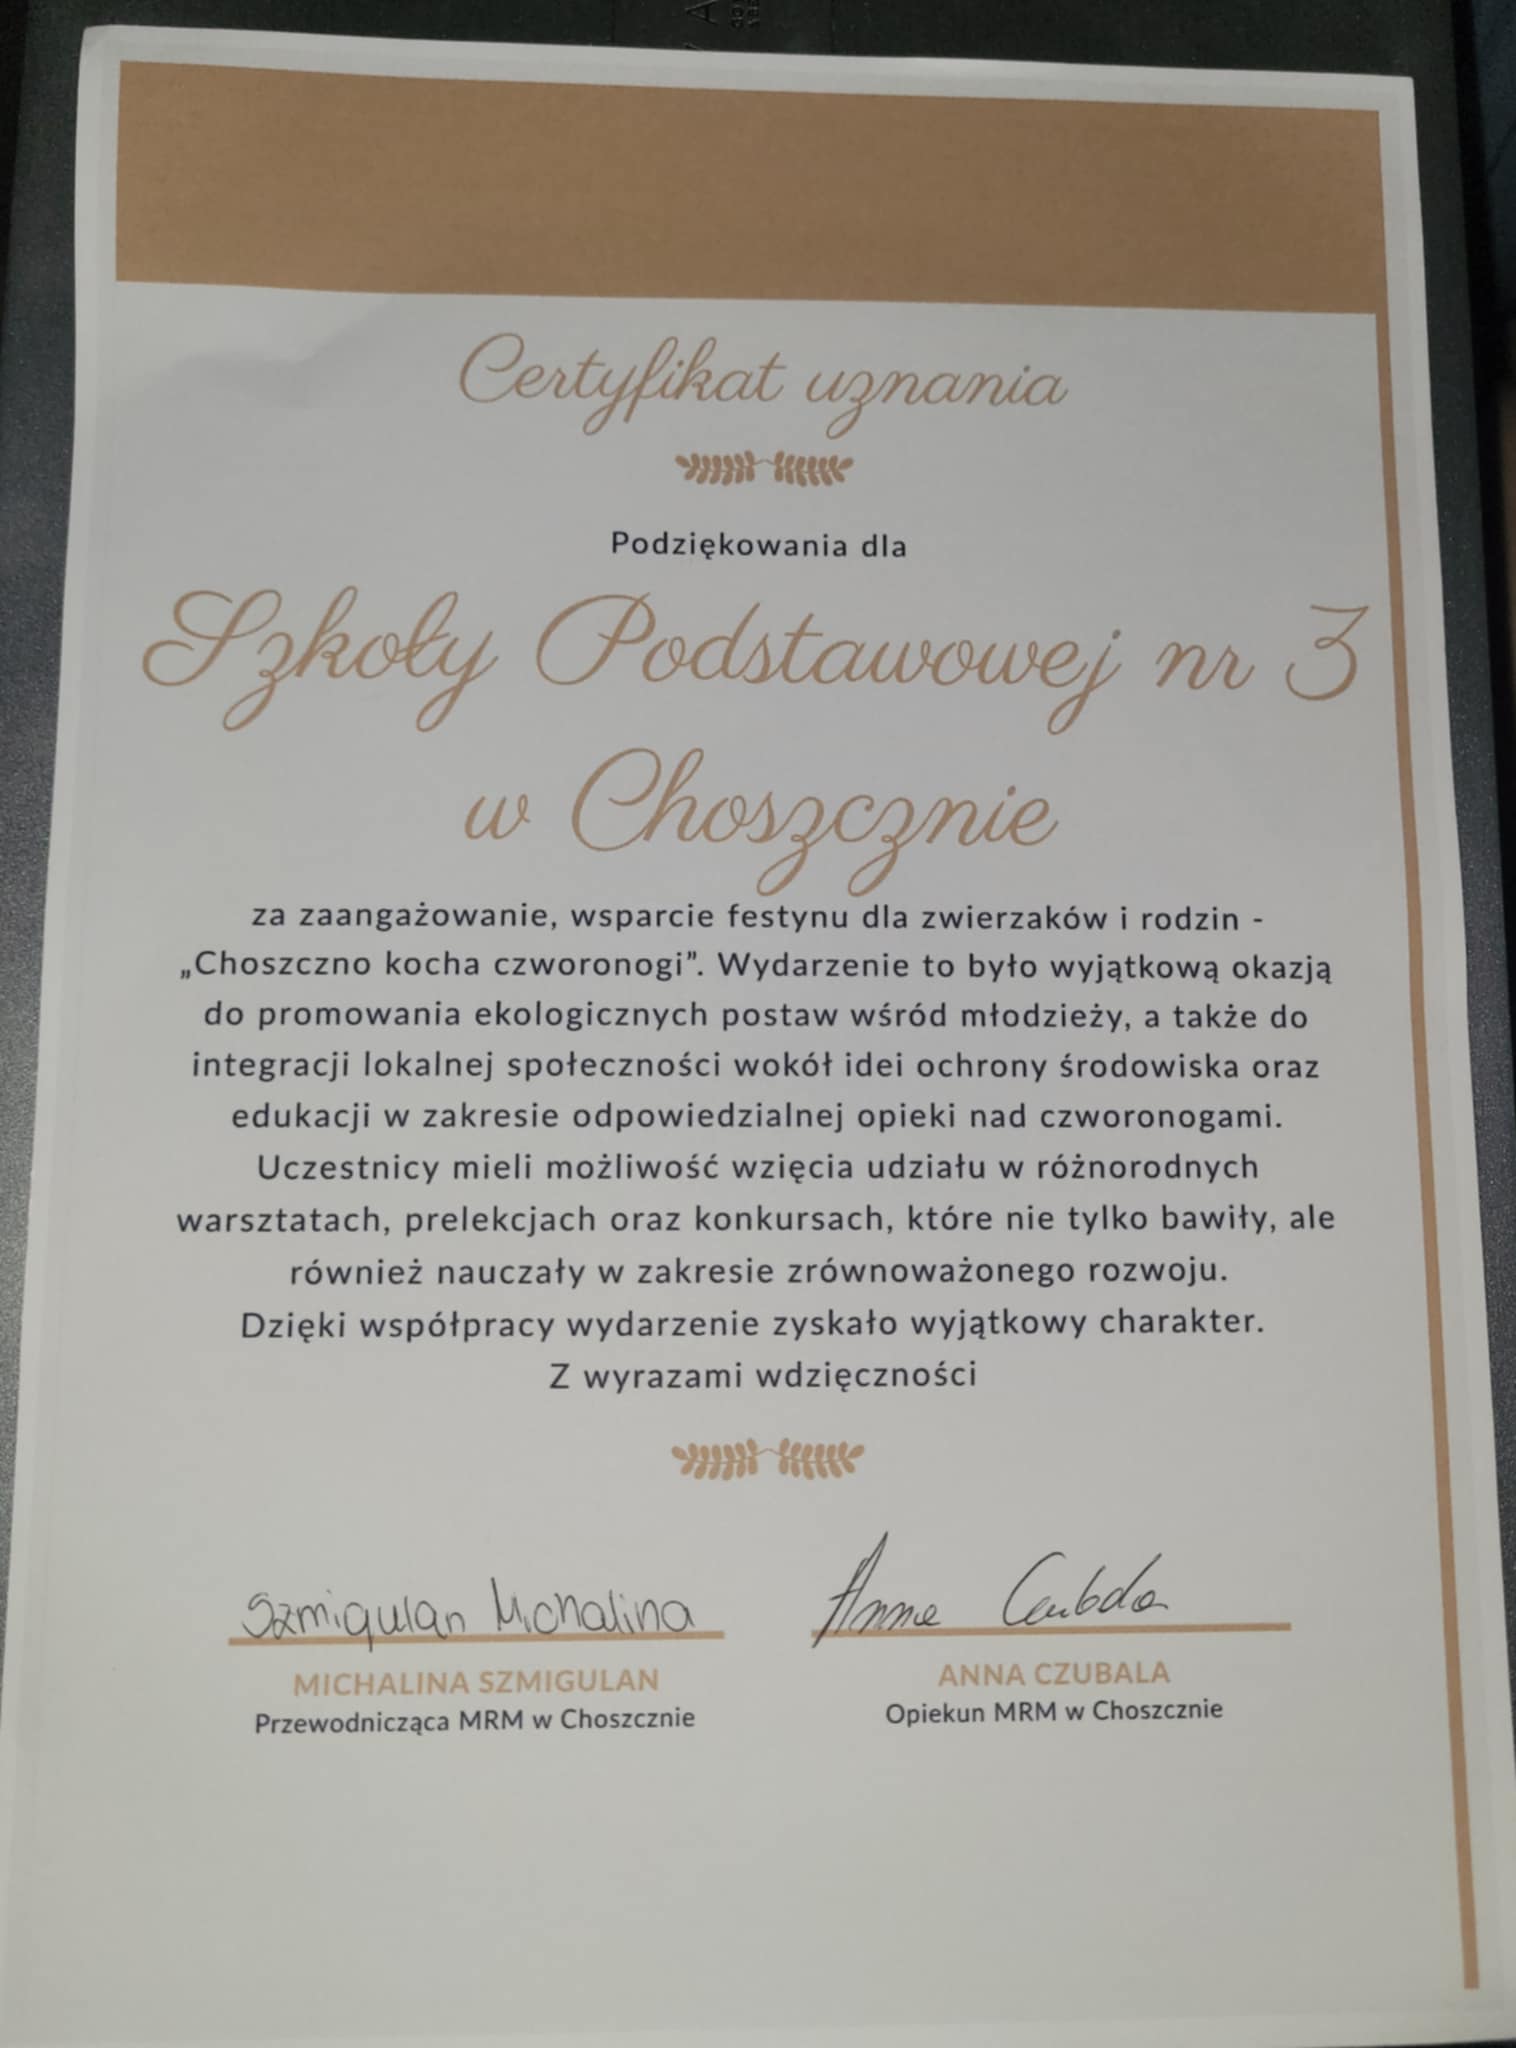 Certyfikat uznania
Podziękowania dla
Szkoły Podstawowej nr 3
w Choszcznie
za zaangażowanie, wsparcie festynu dla zwierzaków i rodzin -
„Choszczno kocha czworonogi”. Wydarzenie to było wyjątkową okazją
do promowania ekologicznych postaw wśród młodzieży, a także do
integracji lokalnej społeczności wokół idei ochrony środowiska oraz
edukacji w zakresie odpowiedzialnej opieki nad czworonogami.
Uczestnicy mieli możliwość wzięcia udziału w różnorodnych
warsztatach, prelekcjach oraz konkursach, które nie tylko bawiły, ale
również nauczały w zakresie zrównoważonego rozwoju.
Dzięki współpracy wydarzenie zyskało wyjątkowy charakter.
Z wyrazami wdzięczności
Szmigulan Michalina
Anna Czubala
MICHALINA SZMIGULAN
Przewodnicząca MRM w Choszcznie
ANNA CZUBALA
Opiekun MRM w Choszcznie